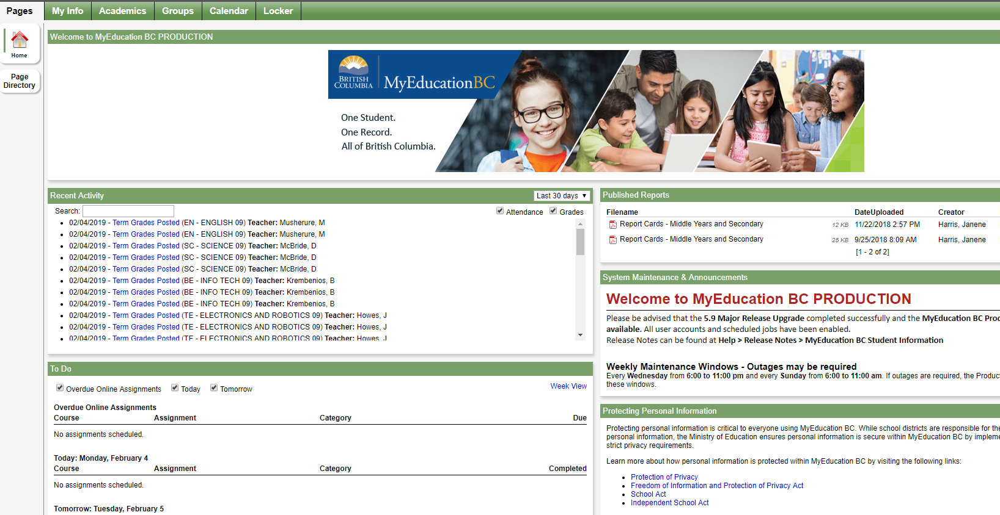 Pages
My Info
Academics
Groups
Calendar
Locker
Home
Page
Directory
Welcome to MyEducation BC PRODUCTION
BRITISH
COLUMBIA
MyEducationBC
One Student.
One Record.
All of British Columbia.
Recent Activity
Last 30 days
Search:
Attendance
Grades
02/04/2019 - Term Grades Posted (EN - ENGLISH 09) Teacher: Musherure, M
02/04/2019 - Term Grades Posted (EN - ENGLISH 09) Teacher: Musherure, M
02/04/2019 - Term Grades Posted (SC - SCIENCE 09) Teacher: McBride, D
02/04/2019 - Term Grades Posted (SC - SCIENCE 09) Teacher: McBride, D
02/04/2019 - Term Grades Posted (SC - SCIENCE 09) Teacher: McBride, D
02/04/2019 - Term Grades Posted (BE - INFO TECH 09) Teacher: Krembenios, B
02/04/2019 - Term Grades Posted (BE - INFO TECH 09) Teacher: Krembenios, B
02/04/2019 - Term Grades Posted (BE - INFO TECH 09) Teacher: Krembenios, B
02/04/2019 - Term Grades Posted (TE - ELECTRONICS AND ROBOTICS 09) Teacher: Howes, J
02/04/2019 - Term Grades Posted (TE - ELECTRONICS AND ROBOTICS 09) Teacher: Howes, J
02/04/2019 - Term Grades Posted (TE - ELECTRONICS AND ROBOTICS 09) Teacher: Howes, J
To Do
Overdue Online Assignments
Today
Tomorrow
Week View
Overdue Online Assignments
Course Assignment Category Due
No assignments scheduled.
Today: Monday, February 4
Course Assignment Category Completed
No assignments scheduled.
Tomorrow: Tuesday, February 5
Published Reports
Filename DateUploaded Creator
Report Cards - Middle Years and Secondary 12 KB 11/22/2018 2:57 PM Harris, Janene
Report Cards - Middle Years and Secondary 25 KB 9/25/2018 8:09 AM Harris, Janene
[1 - 2 of 2]
System Maintenance & Announcements
Welcome to MyEducation BC PRODUCTION
Please be advised that the 5.9 Major Release Upgrade completed successfully and the MyEducation BC Proc
available. All user accounts and scheduled jobs have been enabled.
Release Notes can be found at Help > Release Notes > MyEducation BC Student Information
Weekly Maintenance Windows - Outages may be required
Every Wednesday from 6:00 to 11:00 pm and every Sunday from 6:00 to 11:00 am. If outages are required, the Produc
these windows.
Protecting Personal Information
Protecting personal information is critical to everyone using MyEducation BC. While school districts are responsible for the
personal information, the Ministry of Education ensures personal information is secure within MyEducation BC by impleme
strict privacy requirements.
Learn more about how personal information is protected within MyEducation BC by visiting the following links:
Protection of Privacy
Freedom of Information and Protection of Privacy Act
School Act
Independent School Act